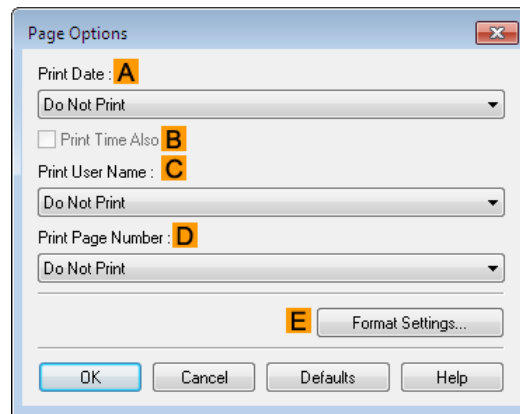 Page Options
Print Date : A
Do Not Print
Print Time Also B
Print User Name : C
Do Not Print
Print Page Number : D
Do Not Print
E Format Settings...
OK Cancel Defaults Help